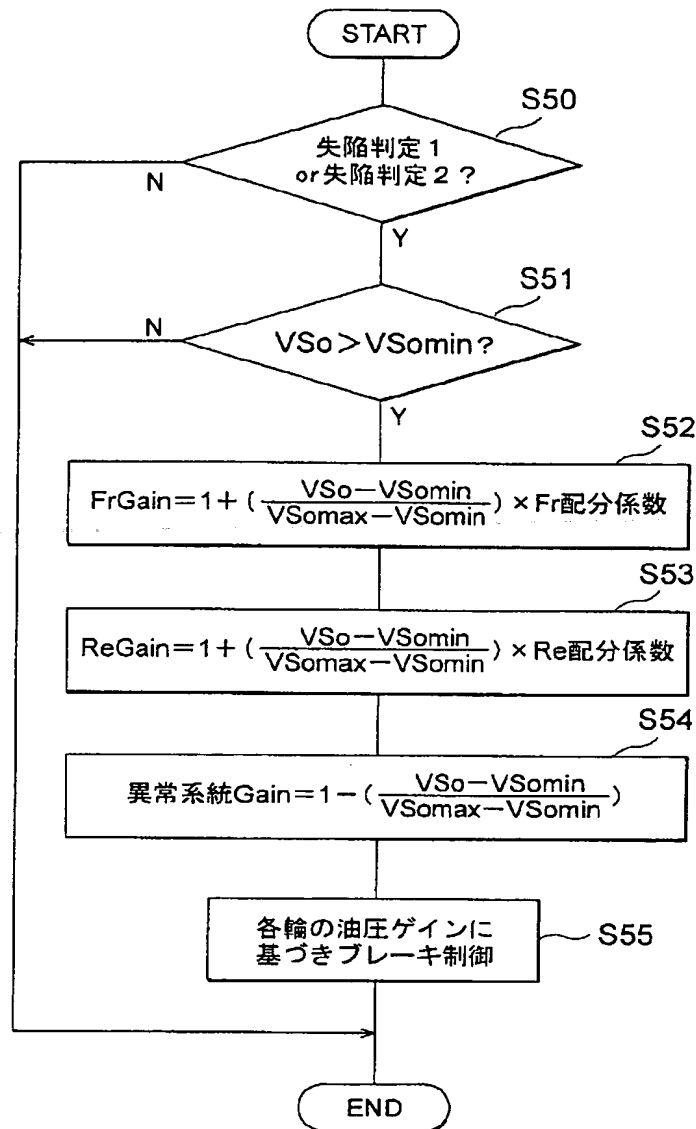 START
S50
失陥判定1
or失陥判定2?
N
Y
S51
VSo>VSomin?
N
Y
S52
FrGain=1+(VSo-VSomin/VSomax-VSomin)×Fr配分係数
S53
ReGain=1+(VSo-VSomin/VSomax-VSomin)×Re配分係数
S54
異常系統Gain=1-(VSo-VSomin/VSomax-VSomin)
各輪の油圧ゲインに
基づきブレーキ制御
S55
END